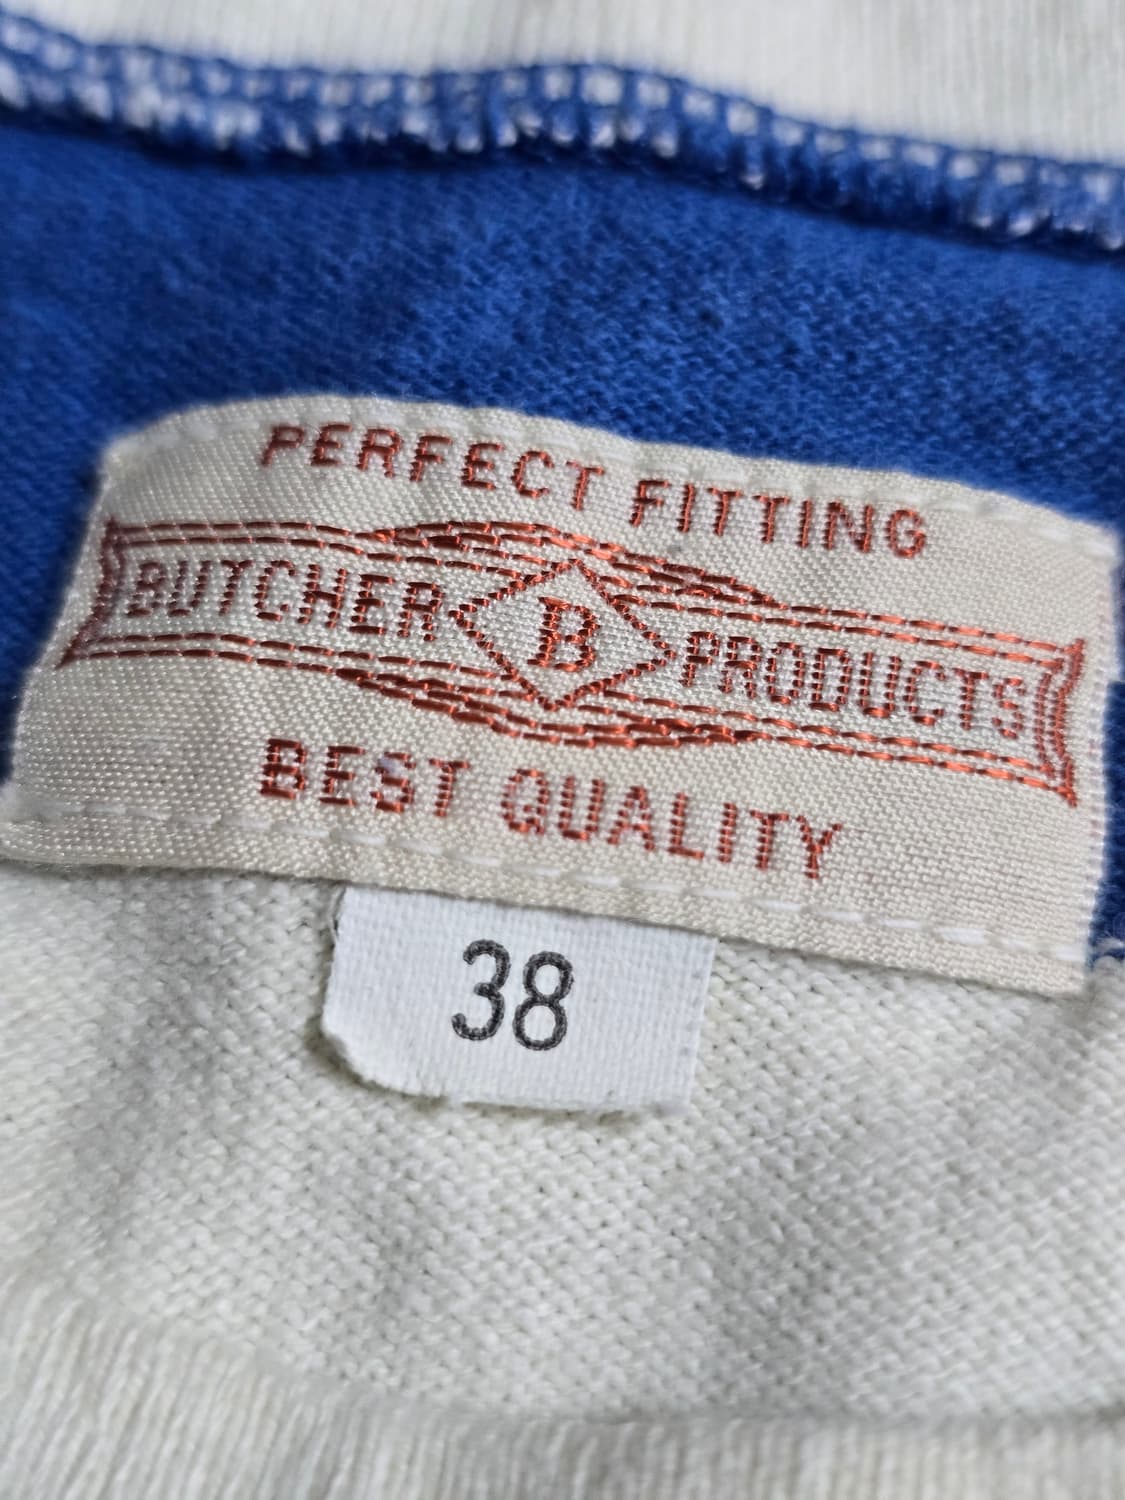 PERFECT FITTING
BUTCHER B PRODUCTS
BEST QUALITY
38